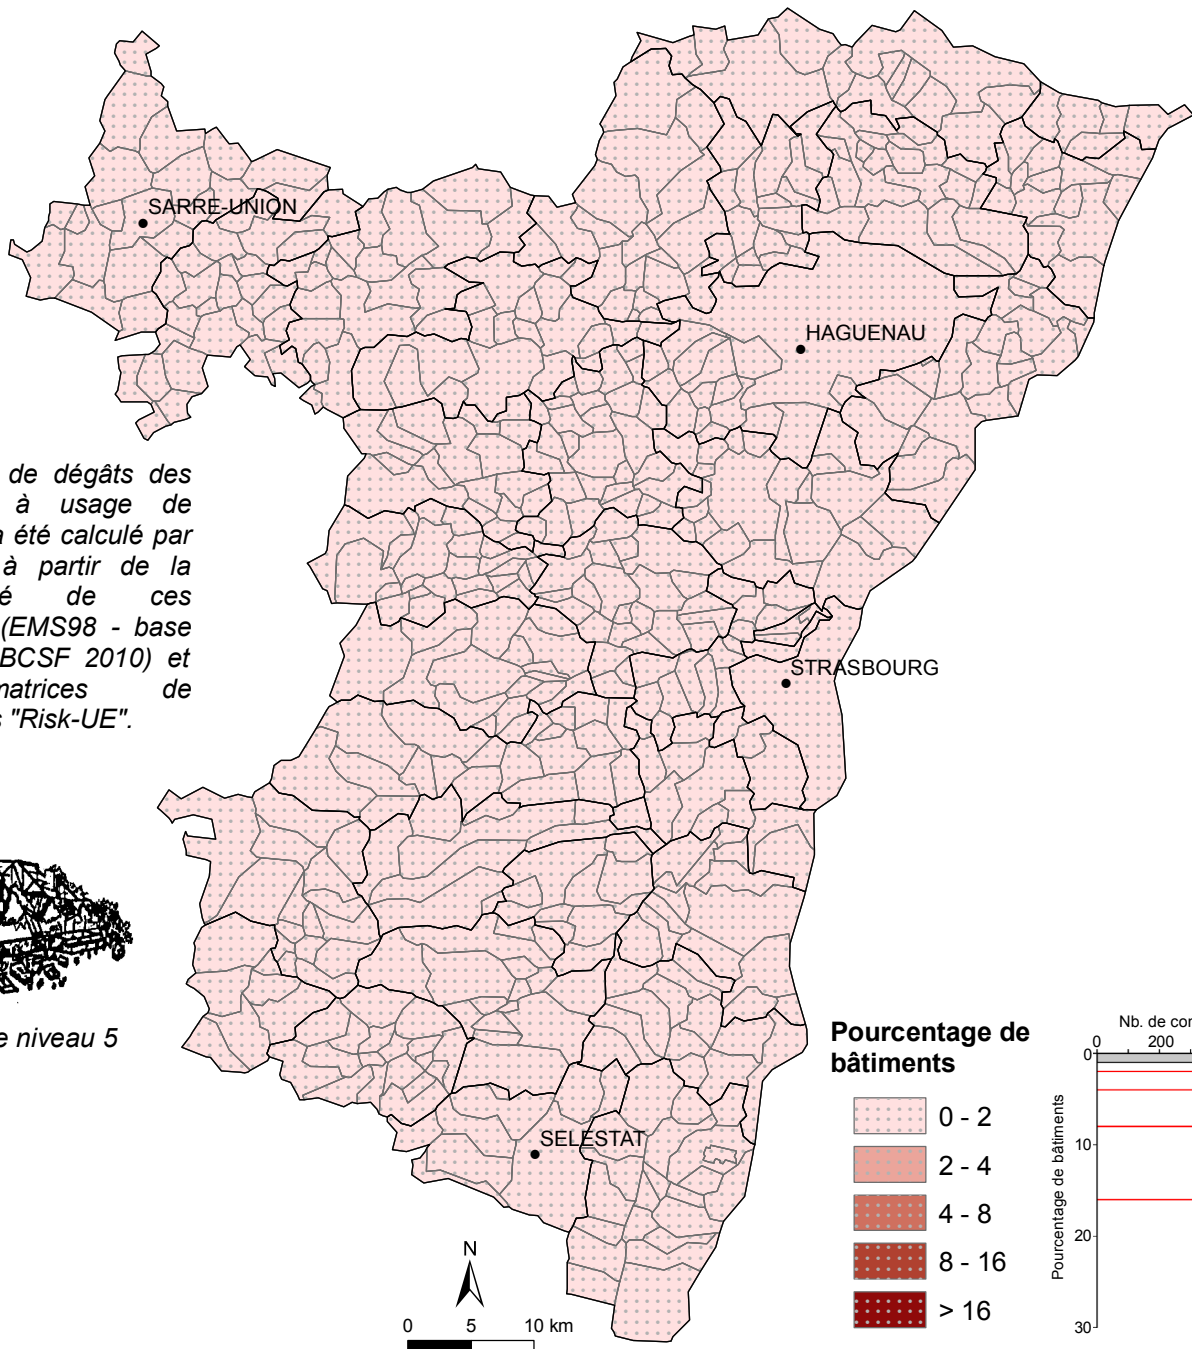 SARRE-UNION
HAGUENAU
de dégâts des
à usage de
a été calculé par
à partir de la
de ces
(EMS98 - base
BCSF 2010) et
de
"Risk-UE".
STRASBOURG
niveau 5
SELESTAT
N
0 5 10 km
Pourcentage de
bâtiments
0 - 2
2 - 4
4 - 8
8 - 16
> 16
Nb. de
0 200
Pourcentage de bâtiments
0
10
20
30